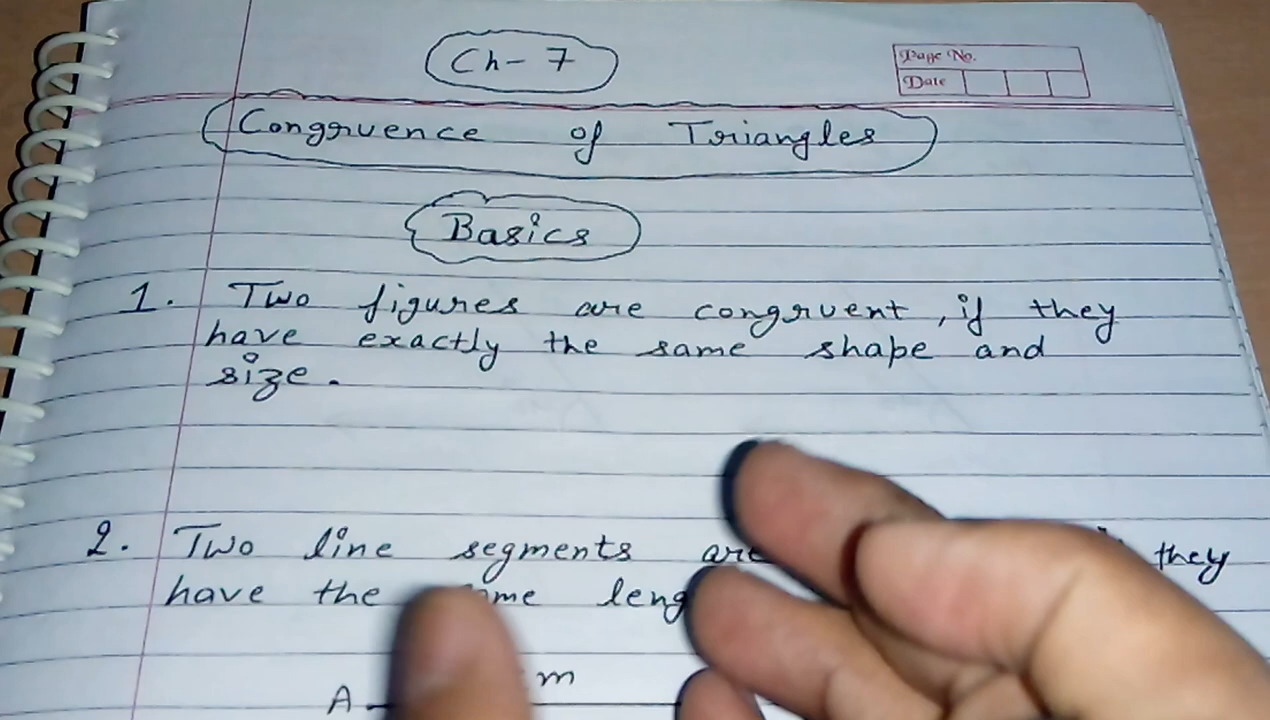 Ch- 7
Page No.
Date
Congruence of Triangles
Basics
1. Two figures are congruent, if they
have exactly the same shape and
size.
2. Two line segments are they
have the
m
A